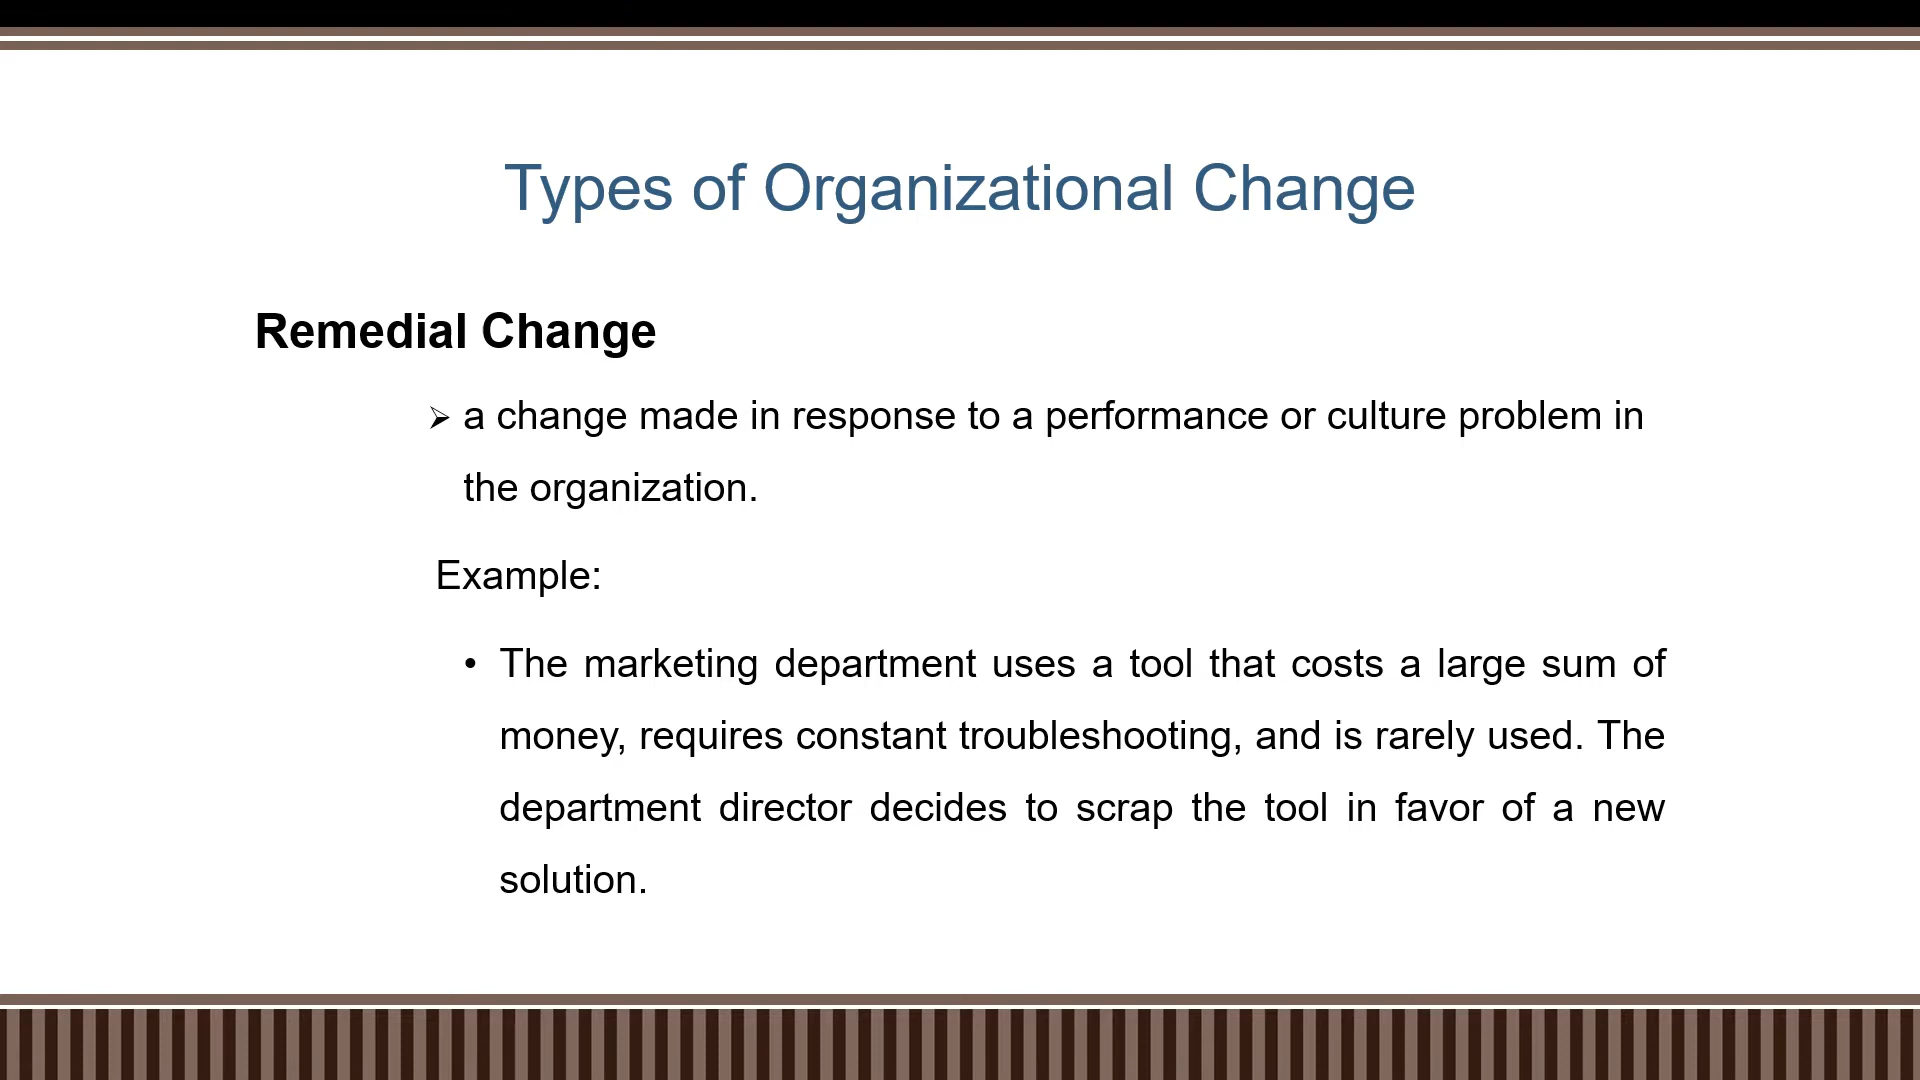 Types of Organizational Change
Remedial Change
➢ a change made in response to a performance or culture problem in
the organization.
Example:
• The marketing department uses a tool that costs a large sum of
money, requires constant troubleshooting, and is rarely used. The
department director decides to scrap the tool in favor of a new
solution.